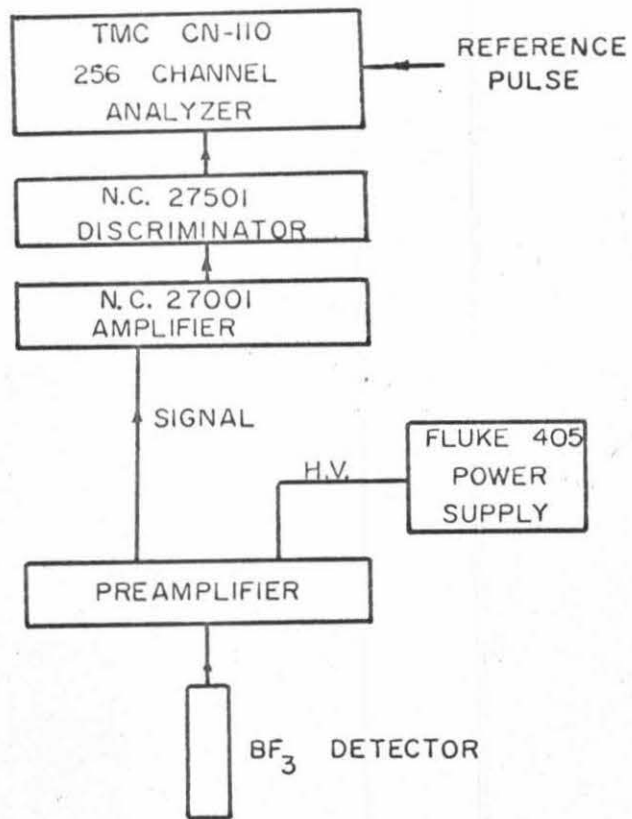 TMC CN-110
256 CHANNEL
ANALYZER
REFERENCE
PULSE
N.C. 27501
DISCRIMINATOR
N.C. 27001
AMPLIFIER
SIGNAL
H.V.
FLUKE 405
POWER
SUPPLY
PREAMPLIFIER
BF₃ DETECTOR